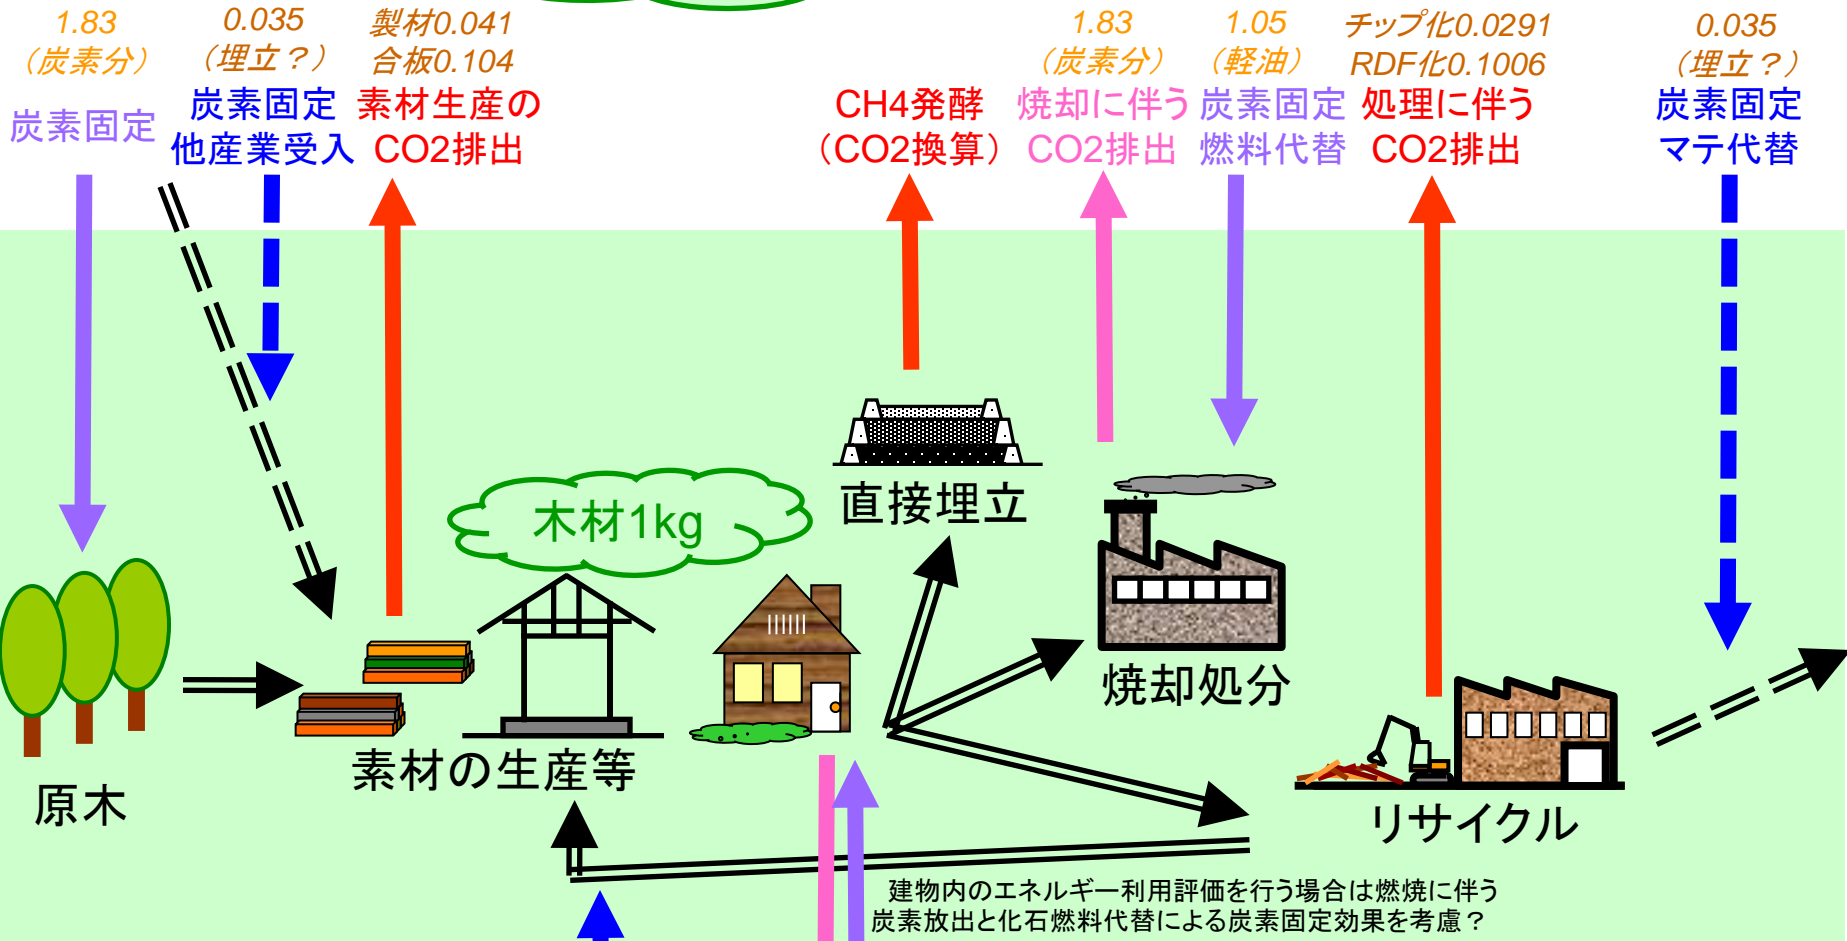 1.83
（炭素分）
炭素固定
0.035
（埋立？）
炭素固定
他産業受入
製材0.041
合板0.104
素材生産の
CO2排出
CH4発酵
（CO2換算）
1.83
（炭素分）
焼却に伴う
CO2排出
1.05
（軽油）
炭素固定
燃料代替
チップ化0.0291
RDF化0.1006
処理に伴う
CO2排出
0.035
（埋立？）
炭素固定
マテ代替
木材1kg
直接埋立
焼却処分
素材の生産等
原木
リサイクル
建物内のエネルギー利用評価を行う場合は燃焼に伴う
炭素放出と化石燃料代替による炭素固定効果を考慮？